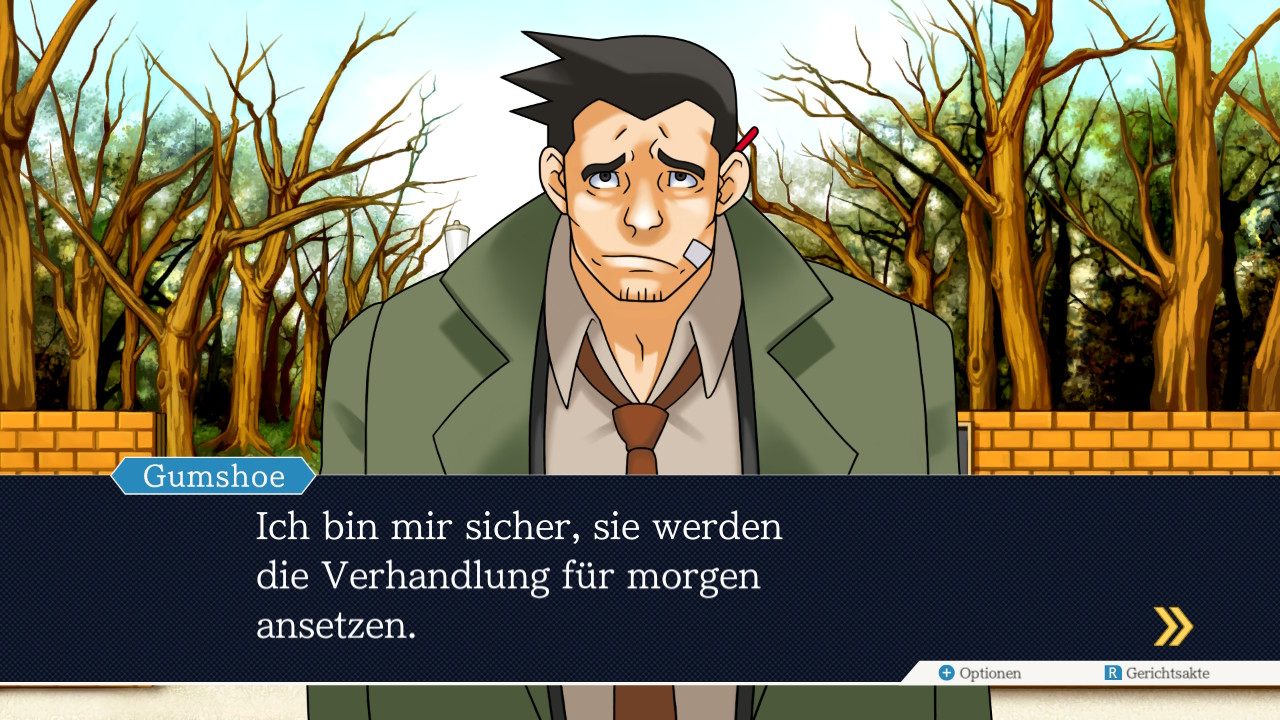 Gumshoe
Ich bin mir sicher, sie werden
die Verhandlung für morgen
ansetzen.
+ Optionen
R Gerichtsakte